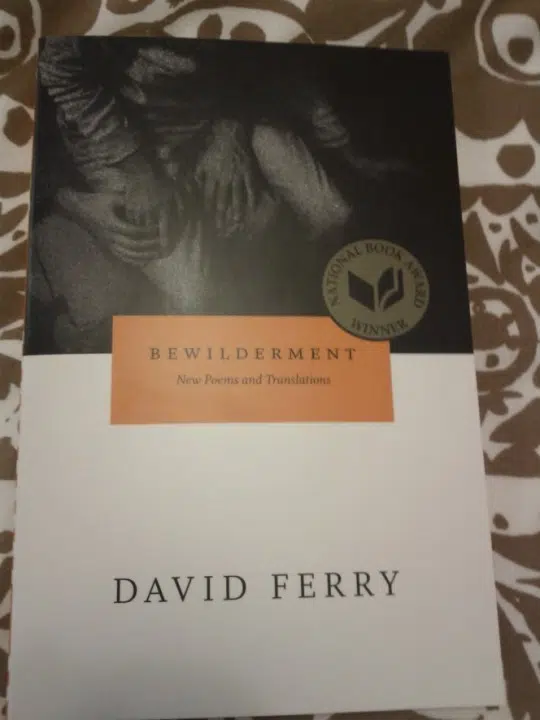 NATIONAL BOOK AWARD
WINNER
BEWILDERMENT
New Poems and Translations
DAVID FERRY